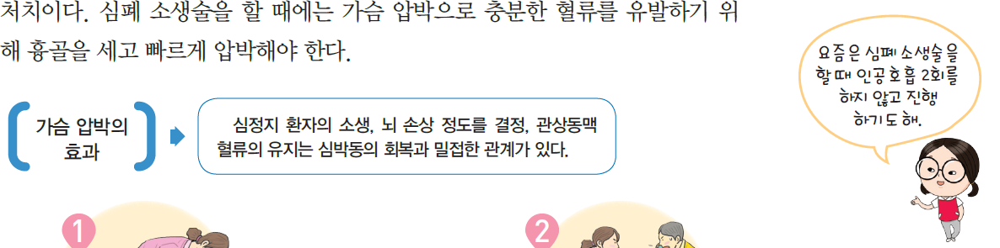 처치이다. 심폐 소생술을 할 때에는 가슴 압박으로 충분한 혈류를 유발하기 위
해 흉골을 세고 빠르게 압박해야 한다.
요즘은 심폐 소생술을
할 때 인공 호흡 2회를
하지 않고 진행
하기도 해.
가슴 압박의
효과
심정지 환자의 소생, 뇌 손상 정도를 결정, 관상동맥
혈류의 유지는 심박동의 회복과 밀접한 관계가 있다.
1
2